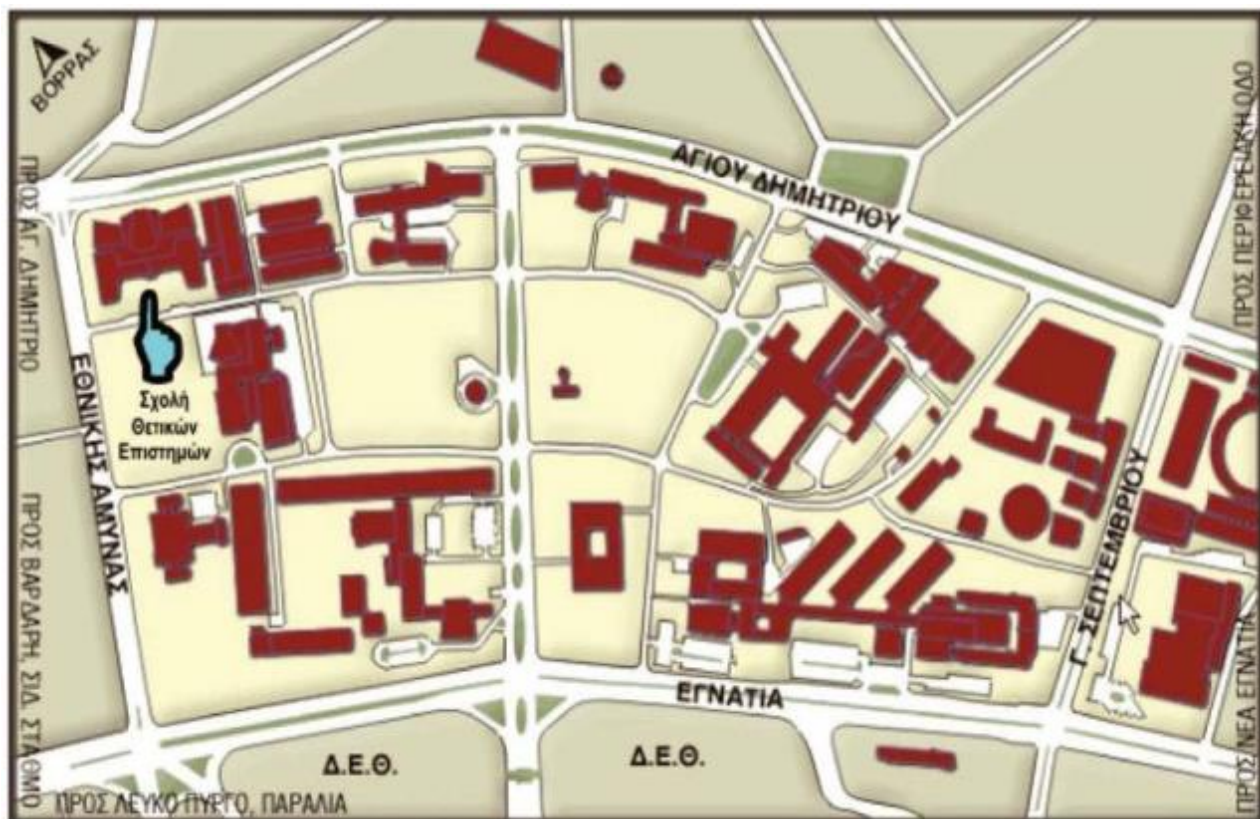 ΒΟΡΡΑΣ
ΑΓΙΟΥ ΔΗΜΗΤΡΙΟΥ
ΠΡΟΣ ΠΕΡΙΦΕΡΕΙΑΚΗ ΟΔΟ
ΠΡΟΣ ΑΓ. ΔΗΜΗΤΡΙΟ
ΕΘΝΙΚΗΣ ΑΜΥΝΑΣ
Σχολή
Θετικών
Επιστημών
Γ' ΣΕΠΤΕΜΒΡΙΟΥ
ΠΡΟΣ ΒΑΡΔΑΡΗ, ΣΙΔ. ΣΤΑΘΜΟ
ΕΓΝΑΤΙΑ
ΠΡΟΣ ΝΕΑ ΕΓΝΑΤΙΑ
Δ.Ε.Θ.
Δ.Ε.Θ.
ΠΡΟΣ ΛΕΥΚΟ ΠΥΡΓΟ, ΠΑΡΑΛΙΑ